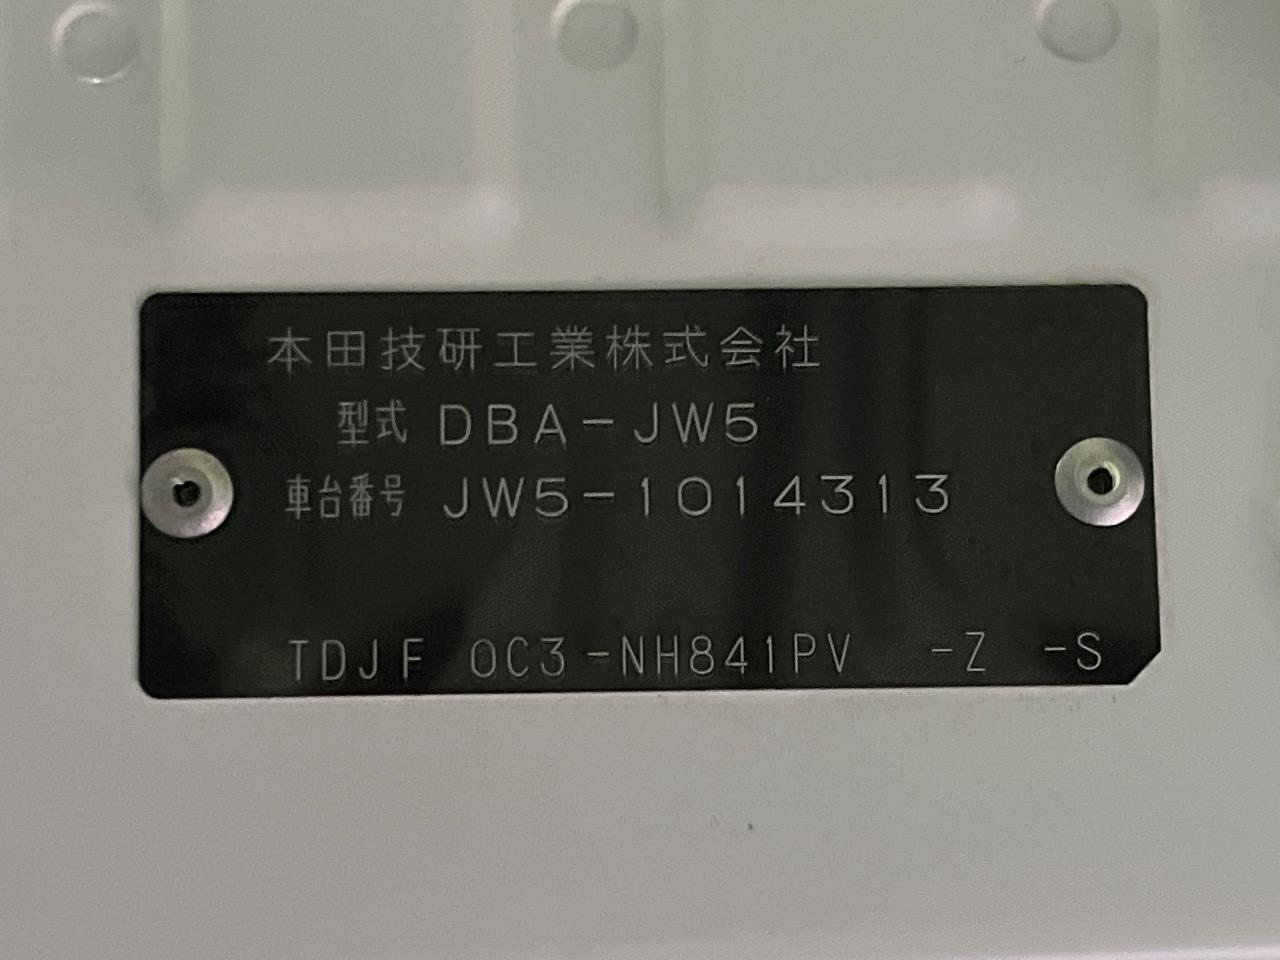 本田技研工業株式会社
型式 DBA-JW5
車台番号 JW5-1014313
TDJF 0C3-NH841PV -Z -S